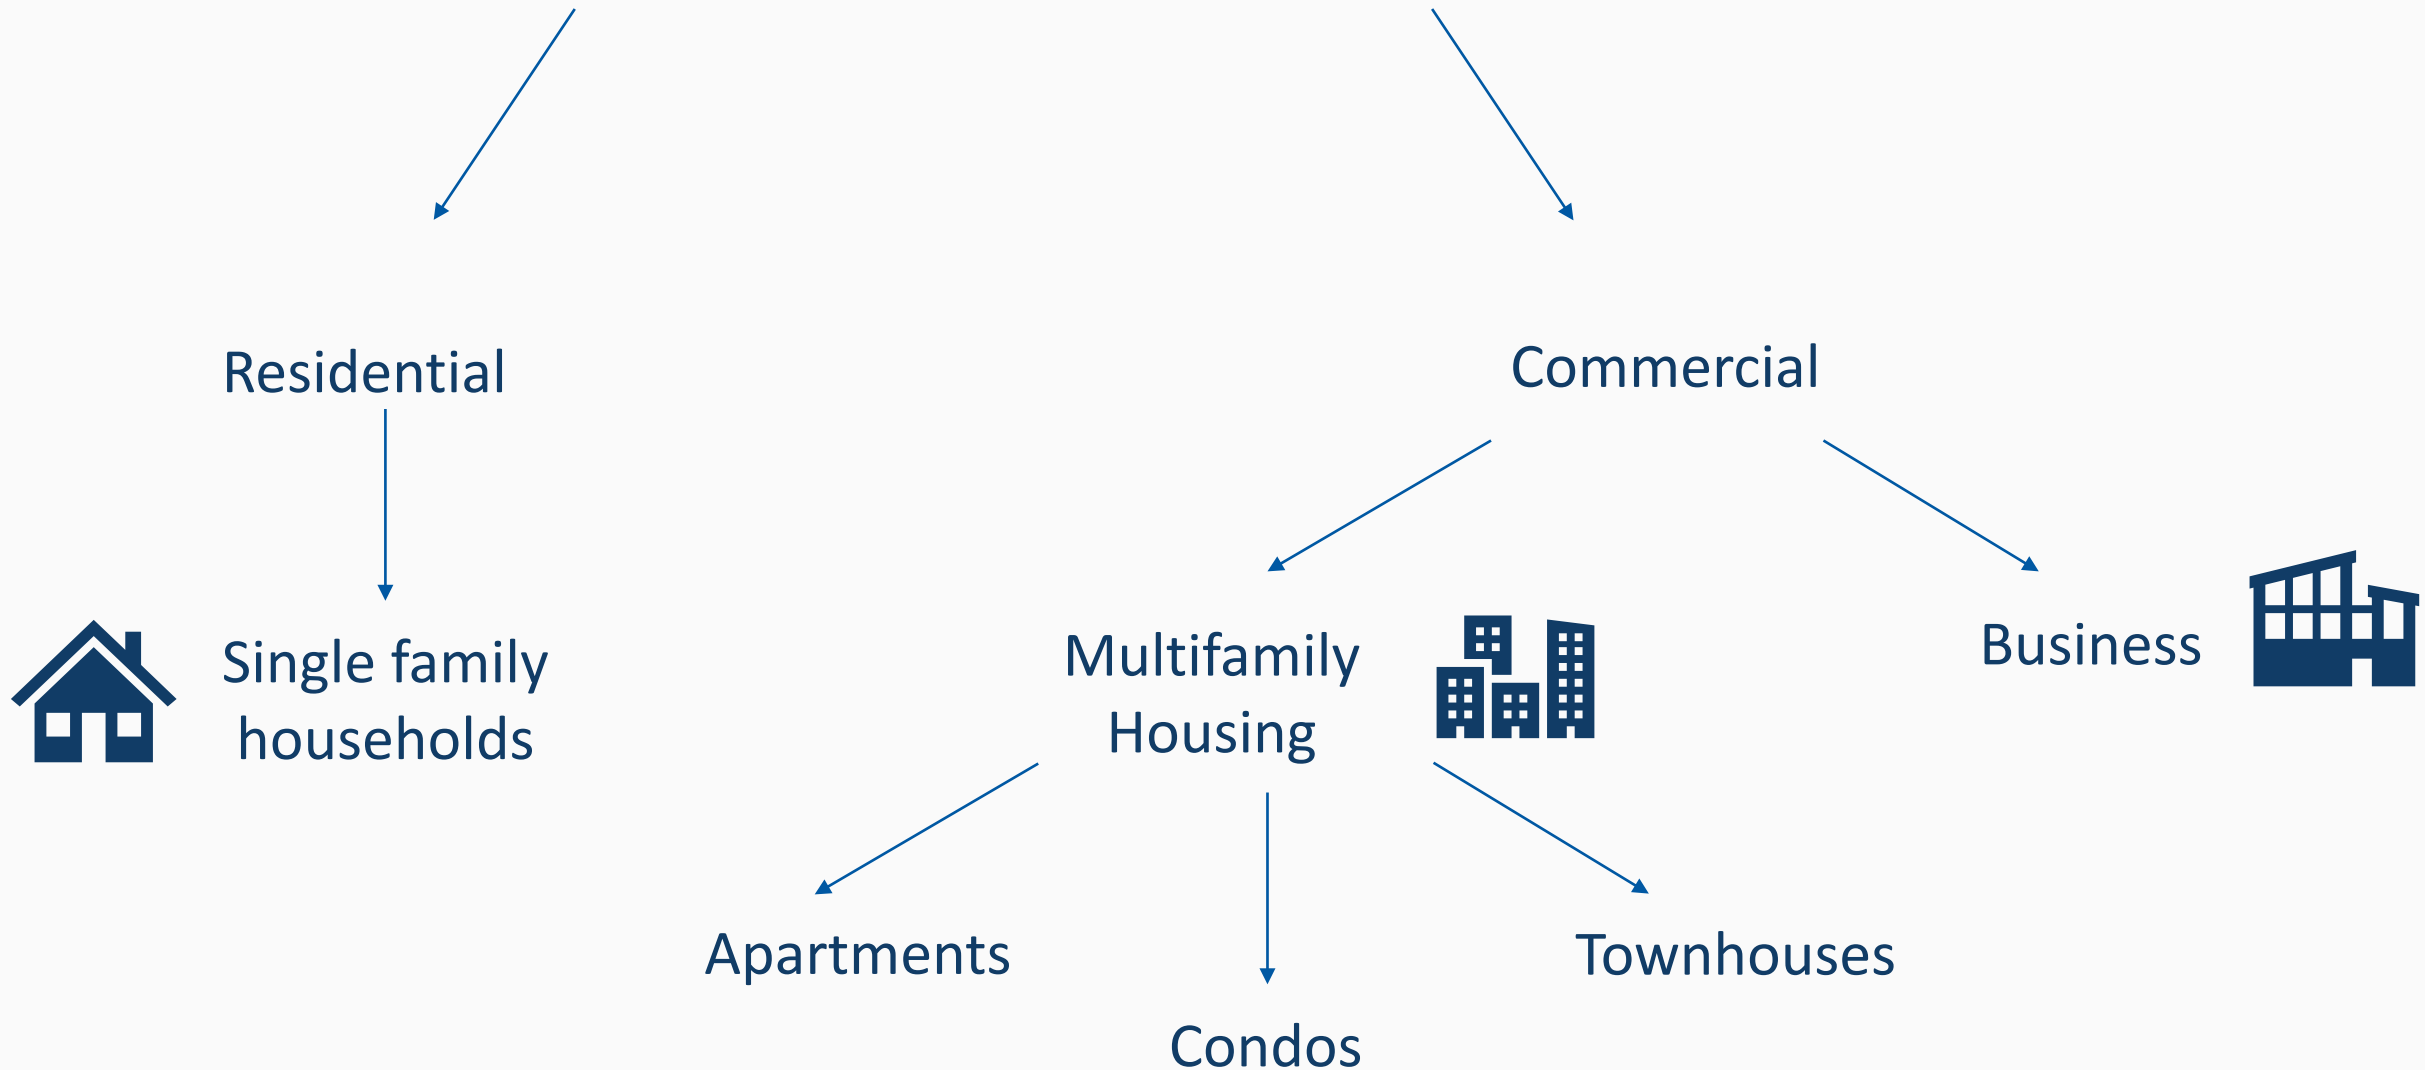 Residential
Commercial
Single family
households
Multifamily
Housing
Business
Apartments
Condos
Townhouses